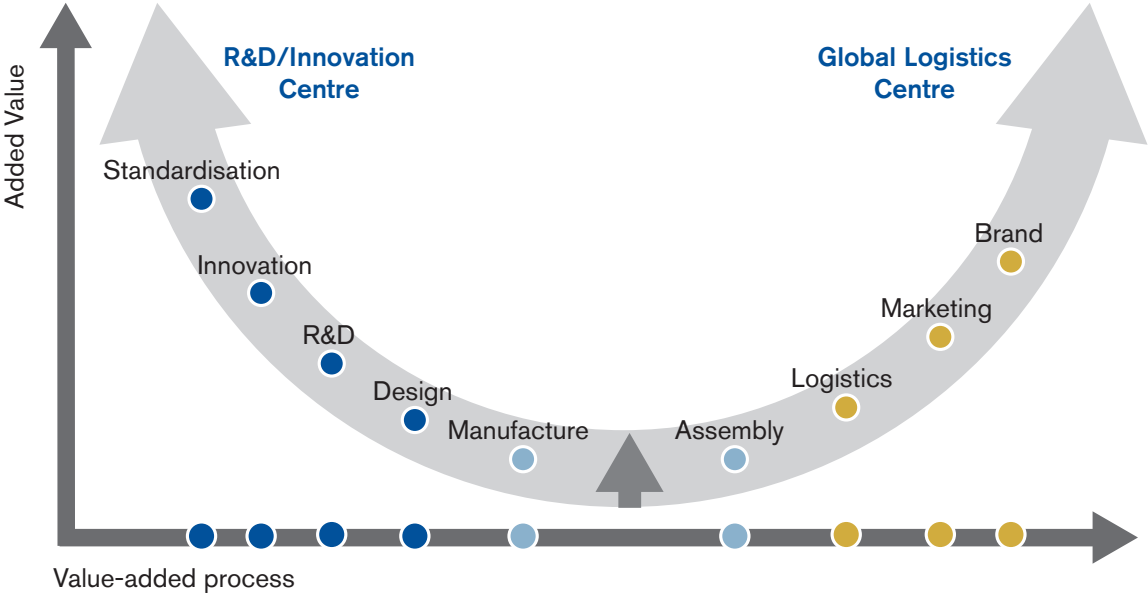 R&D/Innovation
Centre
Global Logistics
Centre
Added Value
Standardisation
Innovation
R&D
Design
Manufacture
Assembly
Logistics
Marketing
Brand
Value-added process